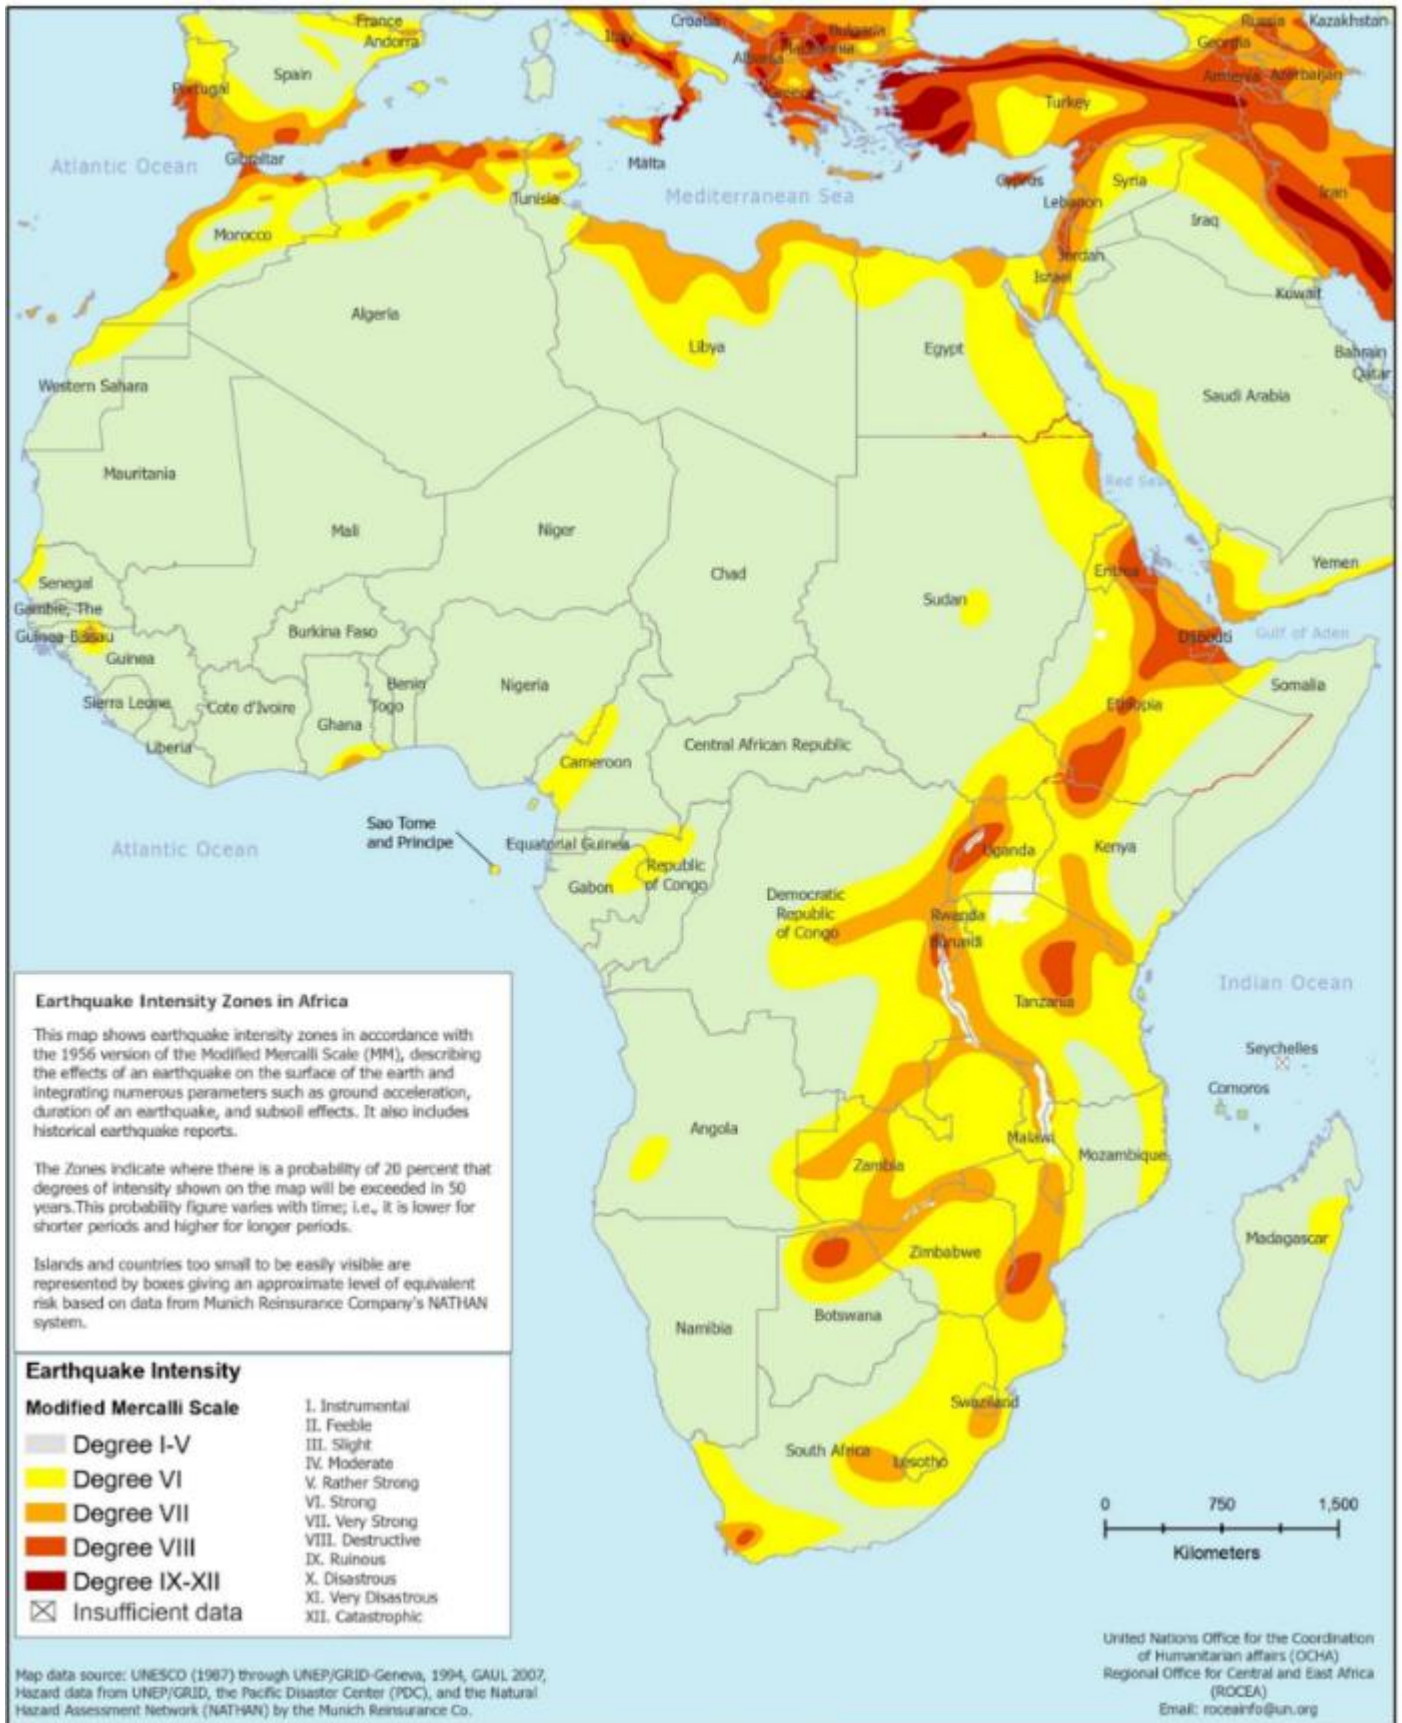 France
Andorra
Spain
Portugal
Gibraltar
Italy
Croatia
Bulgaria
Macedonia
Albania
Greece
Russia
Kazakhstan
Georgia
Armenia
Azerbaijan
Turkey
Atlantic Ocean
Malta
Mediterranean Sea
Cyprus
Syria
Lebanon
Iraq
Iran
Jordan
Israel
Kuwait
Bahrain
Qatar
Tunisia
Morocco
Algeria
Libya
Egypt
Saudi Arabia
Western Sahara
Mauritania
Mali
Niger
Chad
Sudan
Red Sea
Eritrea
Yemen
Senegal
Gambie, The
Guinea-Bissau
Guinea
Burkina Faso
Djibouti
Gulf of Aden
Sierra Leone
Cote d'Ivoire
Liberia
Ghana
Togo
Benin
Nigeria
Cameroon
Central African Republic
Ethiopia
Somalia
Sao Tome
and Principe
Atlantic Ocean
Equatorial Guinea
Gabon
Republic
of Congo
Democratic
Republic
of Congo
Uganda
Kenya
Rwanda
Burundi
Tanzania
Indian Ocean
Seychelles
Comoros
Angola
Zambia
Malawi
Mozambique
Madagascar
Zimbabwe
Namibia
Botswana
Swaziland
South Africa
Lesotho
Earthquake Intensity Zones in Africa
This map shows earthquake intensity zones in accordance with
the 1956 version of the Modified Mercalli Scale (MM), describing
the effects of an earthquake on the surface of the earth and
integrating numerous parameters such as ground acceleration,
duration of an earthquake, and subsoil effects. It also includes
historical earthquake reports.
The Zones indicate where there is a probability of 20 percent that
degrees of intensity shown on the map will be exceeded in 50
years.This probability figure varies with time; i.e., it is lower for
shorter periods and higher for longer periods.
Islands and countries too small to be easily visible are
represented by boxes giving an approximate level of equivalent
risk based on data from Munich Reinsurance Company's NATHAN
system.
Earthquake Intensity
Modified Mercalli Scale
Degree I-V
Degree VI
Degree VII
Degree VIII
Degree IX-XII
Insufficient data
I. Instrumental
II. Feeble
III. Slight
IV. Moderate
V. Rather Strong
VI. Strong
VII. Very Strong
VIII. Destructive
IX. Ruinous
X. Disastrous
XI. Very Disastrous
XII. Catastrophic
0 750 1,500
Kilometers
Map data source: UNESCO (1987) through UNEP/GRID-Geneva, 1994, GAUL 2007,
Hazard data from UNEP/GRID, the Pacific Disaster Center (PDC), and the Natural
Hazard Assessment Network (NATHAN) by the Munich Reinsurance Co.
United Nations Office for the Coordination
of Humanitarian affairs (OCHA)
Regional Office for Central and East Africa
(ROCEA)
Email: roceainfo@un.org